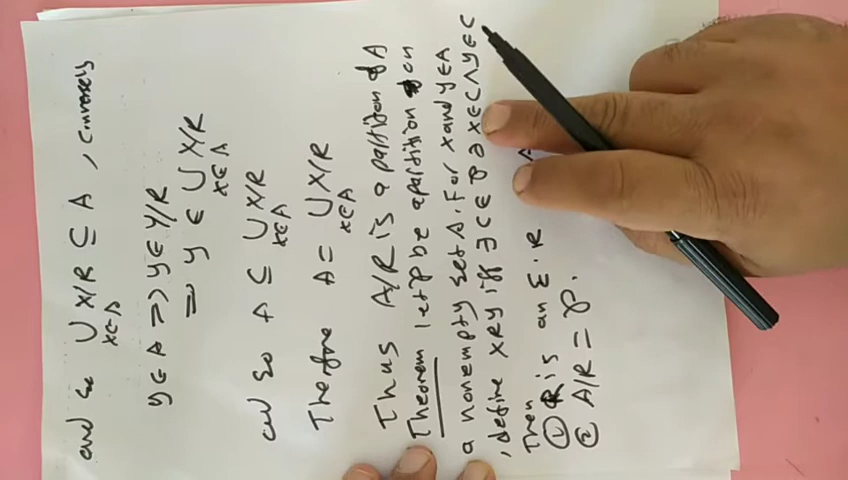 and so ∪ x/R ⊆ A , conversely
x∈A
y∈A ⇒ y∈ y/R
⇒ y ∈ ∪ x/R
x∈A
and so A ⊆ ∪ x/R
x∈A
Therefore A = ∪ x/R
x∈A
Thus A/R is a partition of A
Theorem let ℘ be a partition on
a nonempty set A. For x and y∈A
, define xRy iff ∃ C ∈ ℘ ∋ x∈C ∧ y∈C
Then
① R is an E.R
② A/R = ℘.